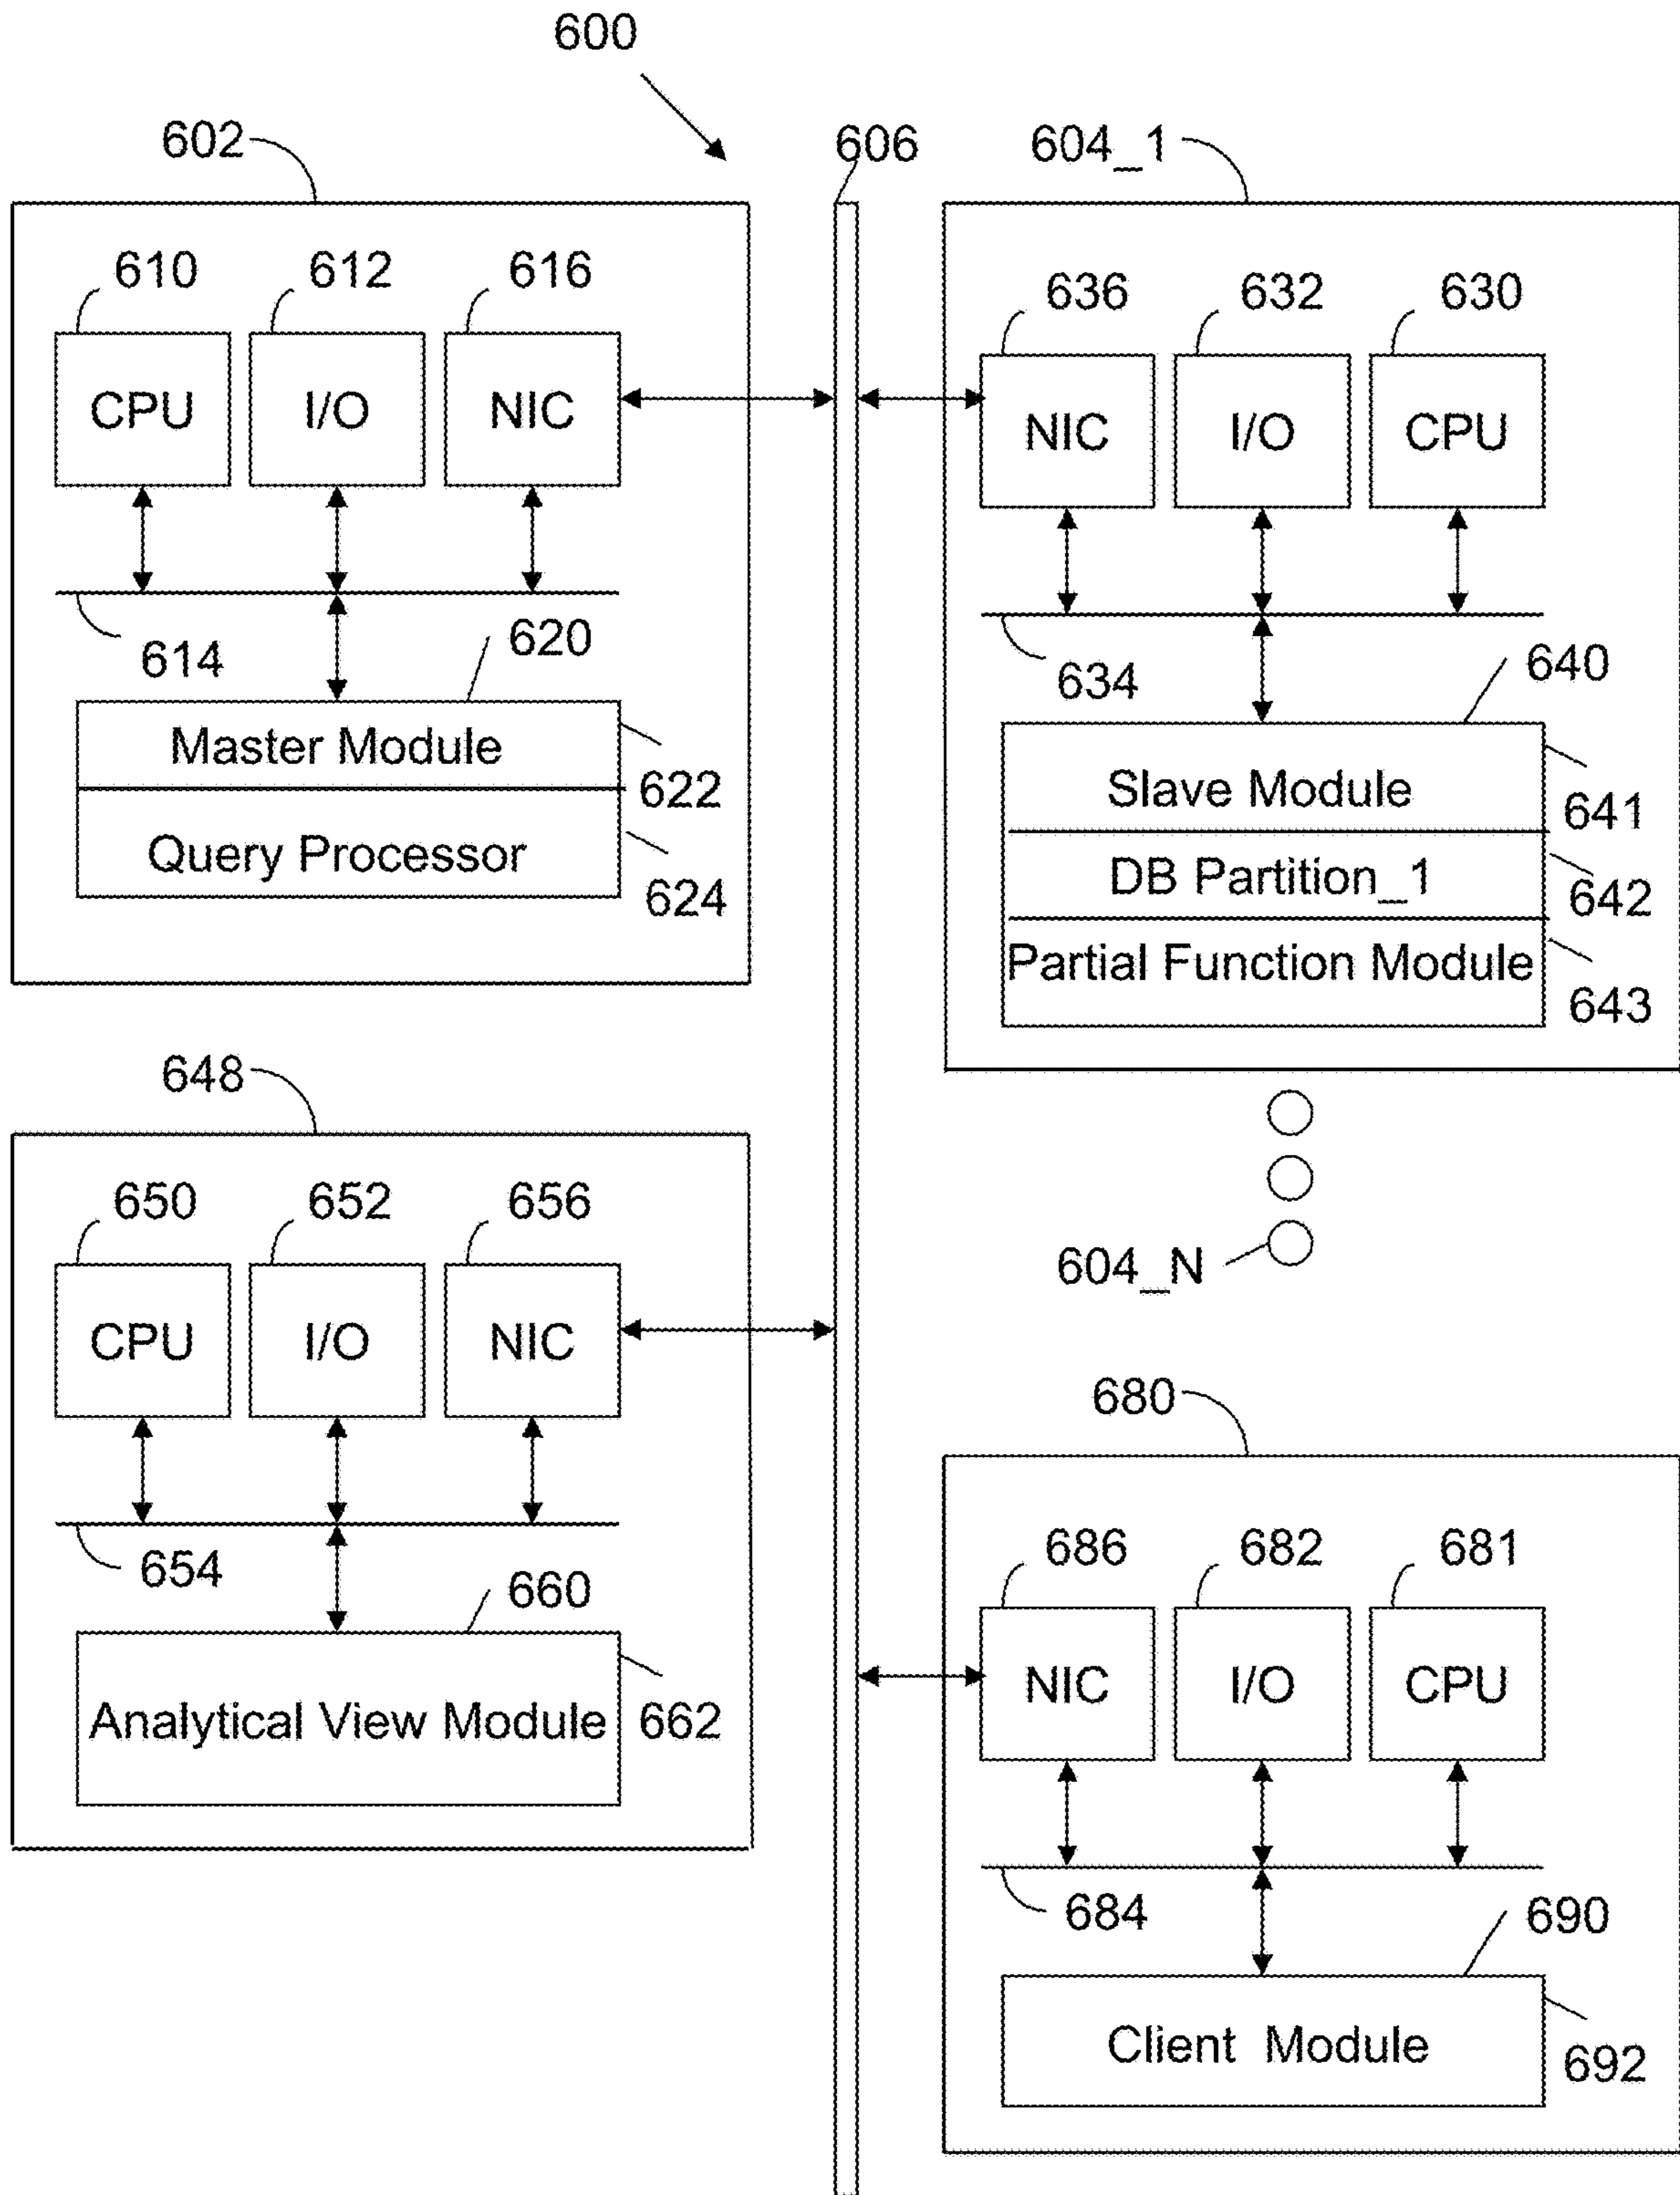 600
602
606
604_1
610
612
616
636
632
630
CPU
I/O
NIC
NIC
I/O
CPU
614
620
634
640
Master Module
622
Query Processor
624
Slave Module
641
DB Partition_1
642
Partial Function Module
643
648
650
652
656
604_N
CPU
I/O
NIC
680
654
660
686
682
681
Analytical View Module
662
NIC
I/O
CPU
684
690
Client Module
692